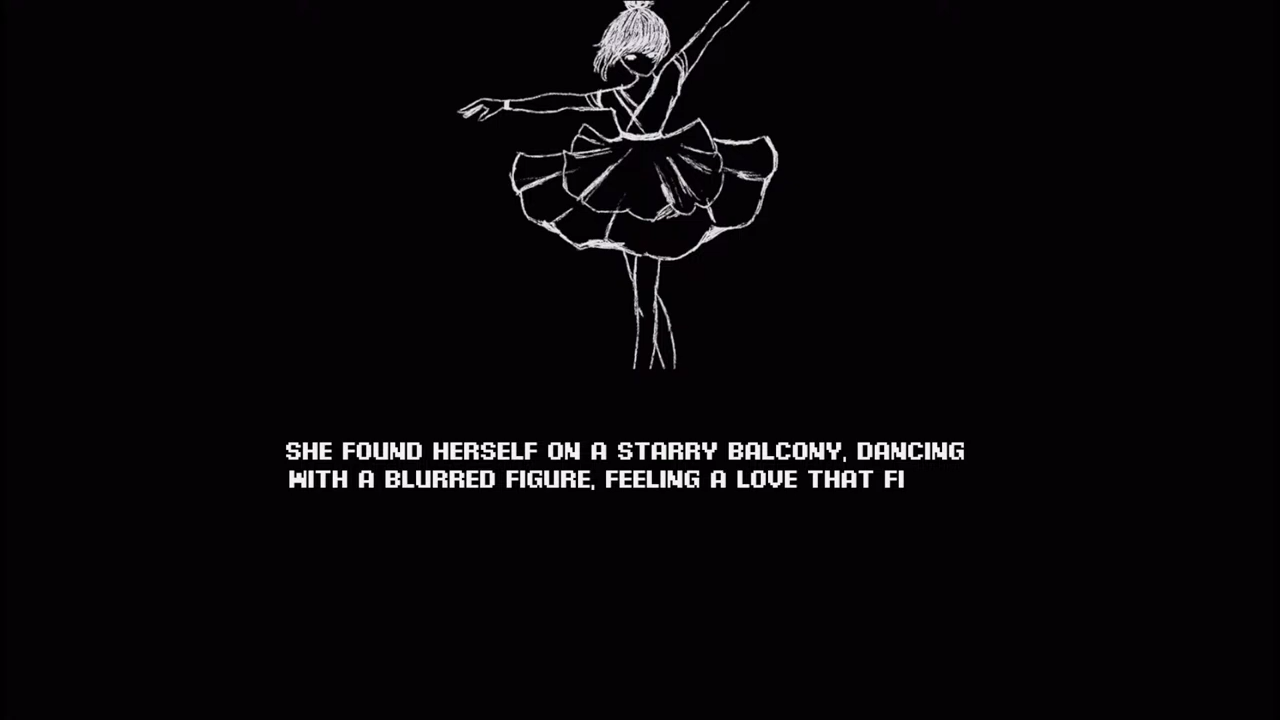 SHE FOUND HERSELF ON A STARRY BALCONY, DANCING
WITH A BLURRED FIGURE, FEELING A LOVE THAT FI